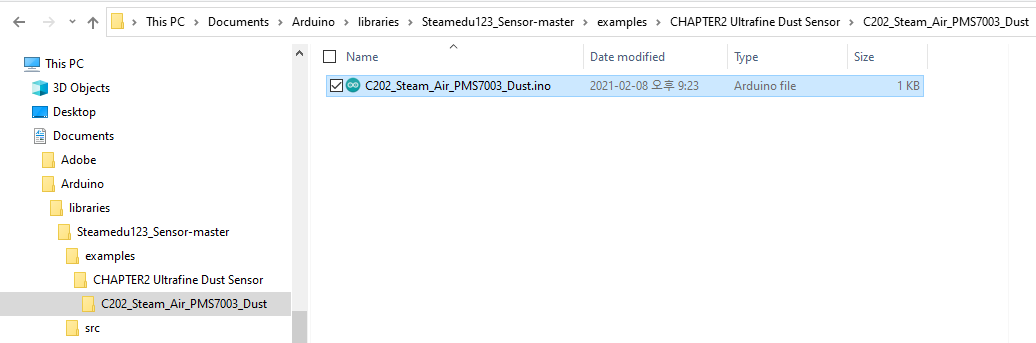 This PC > Documents > Arduino > libraries > Steamedu123_Sensor-master > examples > CHAPTER2 Ultrafine Dust Sensor > C202_Steam_Air_PMS7003_Dust
Name Date modified Type Size
C202_Steam_Air_PMS7003_Dust.ino 2021-02-08 오후 9:23 Arduino file 1 KB
This PC
3D Objects
Desktop
Documents
Adobe
Arduino
libraries
Steamedu123_Sensor-master
examples
CHAPTER2 Ultrafine Dust Sensor
C202_Steam_Air_PMS7003_Dust
src